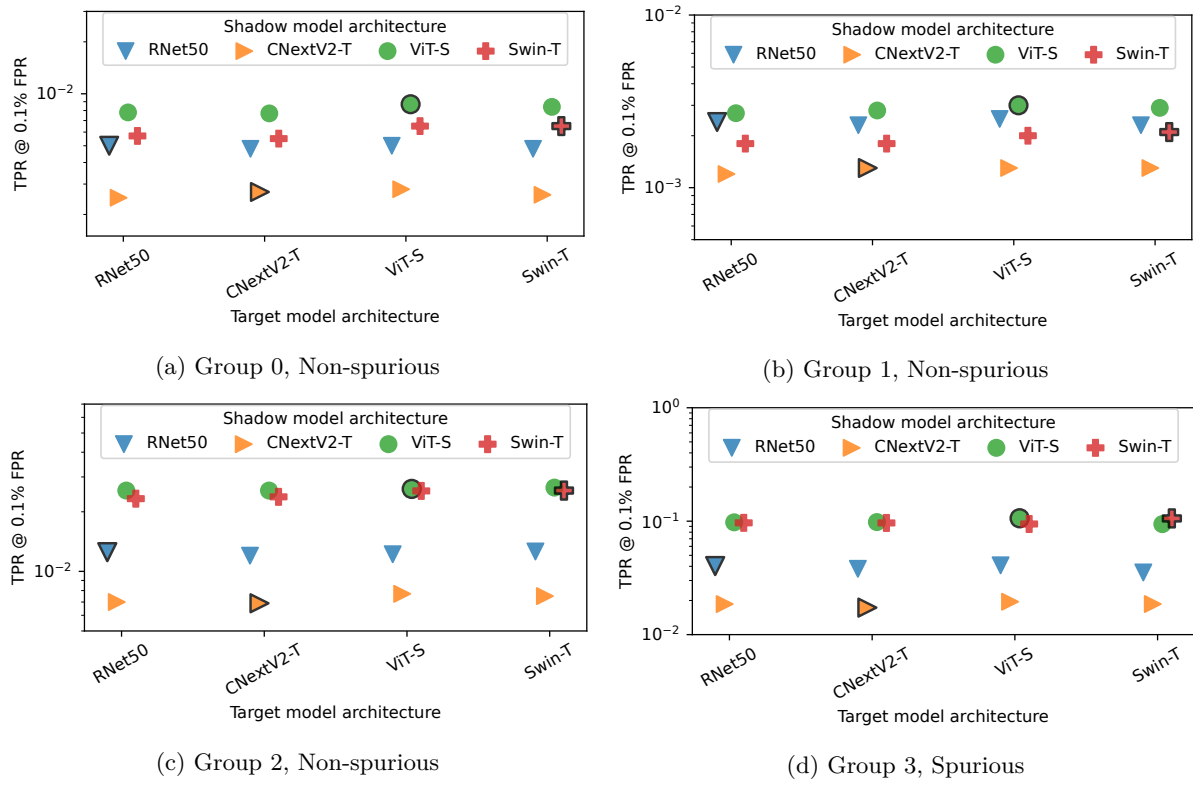 Shadow model architecture
RNet50 CNextV2-T ViT-S Swin-T
TPR @ 0.1% FPR
10⁻²
RNet50 CNextV2-T ViT-S Swin-T
Target model architecture
(a) Group 0, Non-spurious
Shadow model architecture
RNet50 CNextV2-T ViT-S Swin-T
TPR @ 0.1% FPR
10⁻²
10⁻³
RNet50 CNextV2-T ViT-S Swin-T
Target model architecture
(b) Group 1, Non-spurious
Shadow model architecture
RNet50 CNextV2-T ViT-S Swin-T
TPR @ 0.1% FPR
10⁻²
RNet50 CNextV2-T ViT-S Swin-T
Target model architecture
(c) Group 2, Non-spurious
Shadow model architecture
RNet50 CNextV2-T ViT-S Swin-T
TPR @ 0.1% FPR
10⁰
10⁻¹
10⁻²
RNet50 CNextV2-T ViT-S Swin-T
Target model architecture
(d) Group 3, Spurious